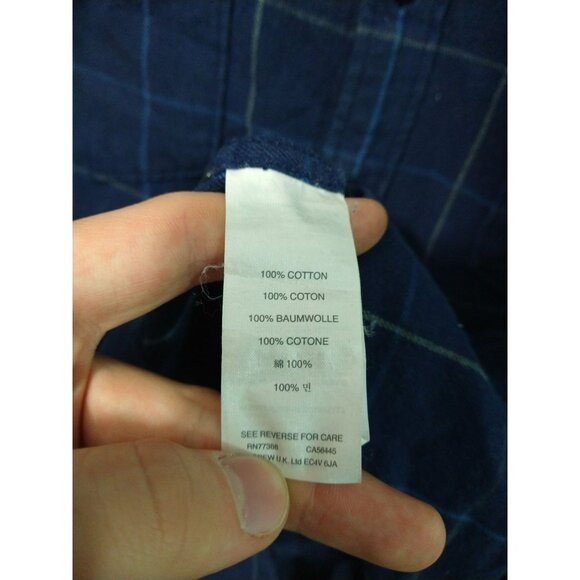 100% COTTON
100% COTON
100% BAUMWOLLE
100% COTONE
綿 100%
100% 면
SEE REVERSE FOR CARE
RN77388 CA56445
U.K. Ltd EC4V 6JA